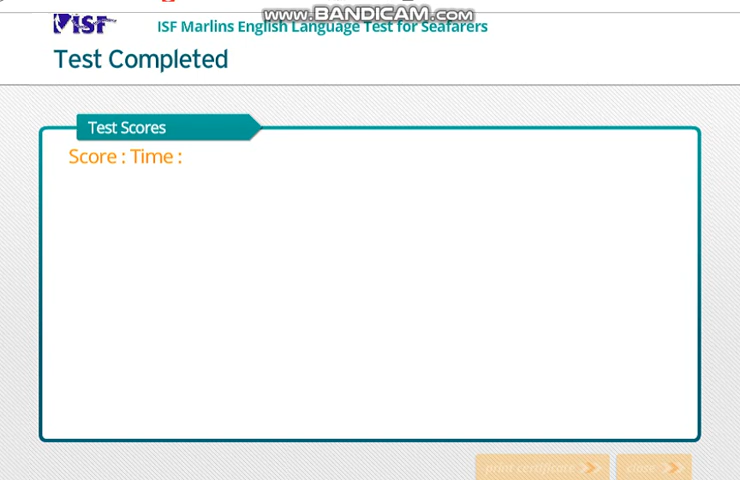 www.BANDICAM.com
ISF
ISF Marlins English Language Test for Seafarers
Test Completed
Test Scores
Score : Time :
print certificate
close